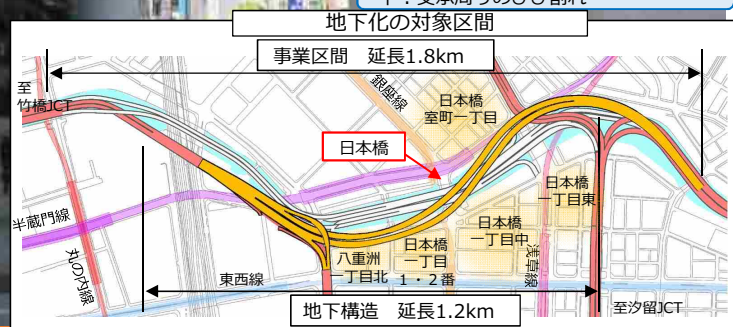 地下化の対象区間
事業区間 延長1.8km
至
竹橋JCT
銀座線
日本橋
室町一丁目
日本橋
日本橋
一丁目東
日本橋
一丁目中
半蔵門線
丸の内線
八重洲
一丁目北
日本橋
一丁目
1・2番
浅草線
東西線
地下構造 延長1.2km
至汐留JCT